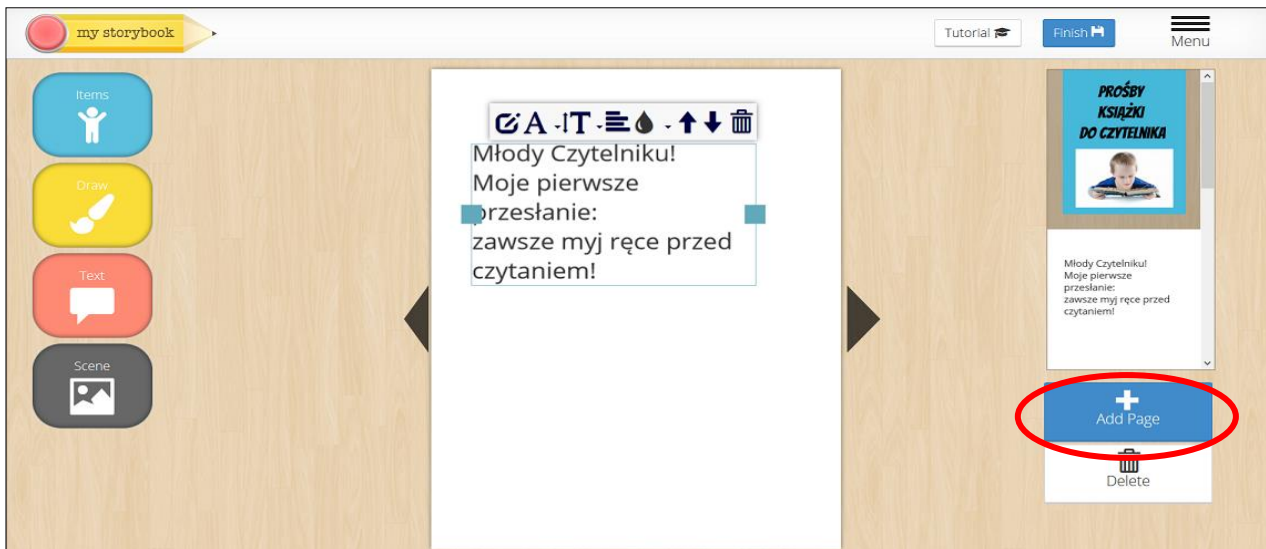 my storybook
Tutorial
Finish
Menu
Items
Draw
Text
Scene
A
T
Młody Czytelniku!
Moje pierwsze
przesłanie:
zawsze myj ręce przed
czytaniem!
PROŚBY
KSIĄŻKI
DO CZYTELNIKA
Młody Czytelniku!
Moje pierwsze
przesłanie:
zawsze myj ręce przed
czytaniem!
Add Page
Delete